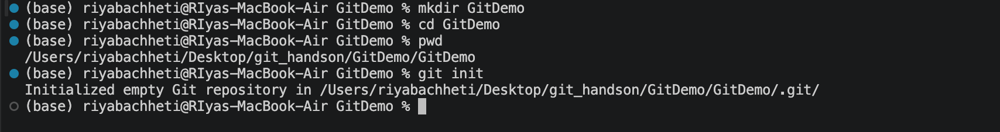 (base) riyabachheti@RIyas-MacBook-Air GitDemo % mkdir GitDemo
(base) riyabachheti@RIyas-MacBook-Air GitDemo % cd GitDemo
(base) riyabachheti@RIyas-MacBook-Air GitDemo % pwd
/Users/riyabachheti/Desktop/git_handson/GitDemo/GitDemo
(base) riyabachheti@RIyas-MacBook-Air GitDemo % git init
Initialized empty Git repository in /Users/riyabachheti/Desktop/git_handson/GitDemo/GitDemo/.git/
(base) riyabachheti@RIyas-MacBook-Air GitDemo %